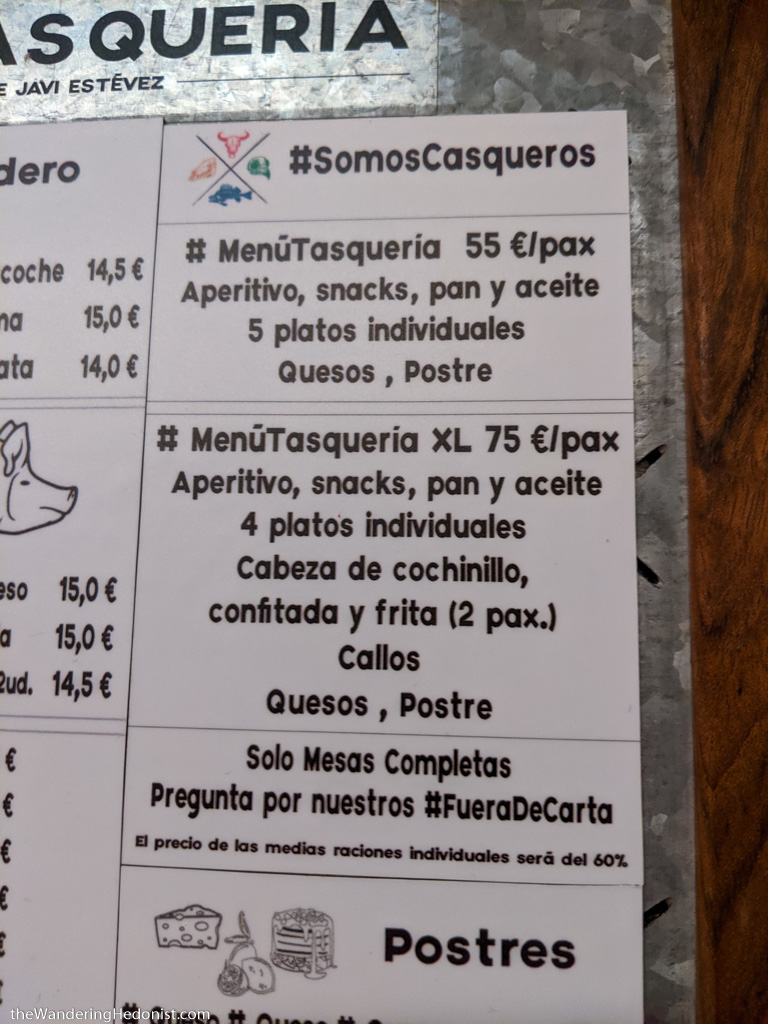 ASQUERIA
E JAVI ESTÉVEZ
dero
coche 14,5 €
na 15,0 €
ata 14,0 €
eso 15,0 €
a 15,0 €
2ud. 14,5 €
€
€
€
€
€
€
#SomosCasqueros
# MenúTasquería 55 €/pax
Aperitivo, snacks, pan y aceite
5 platos individuales
Quesos , Postre
# MenúTasquería XL 75 €/pax
Aperitivo, snacks, pan y aceite
4 platos individuales
Cabeza de cochinillo,
confitada y frita (2 pax.)
Callos
Quesos , Postre
Solo Mesas Completas
Pregunta por nuestros #FueraDeCarta
El precio de las medias raciones individuales será del 60%
Postres
# Queso # Queso #
theWanderingHedonist.com